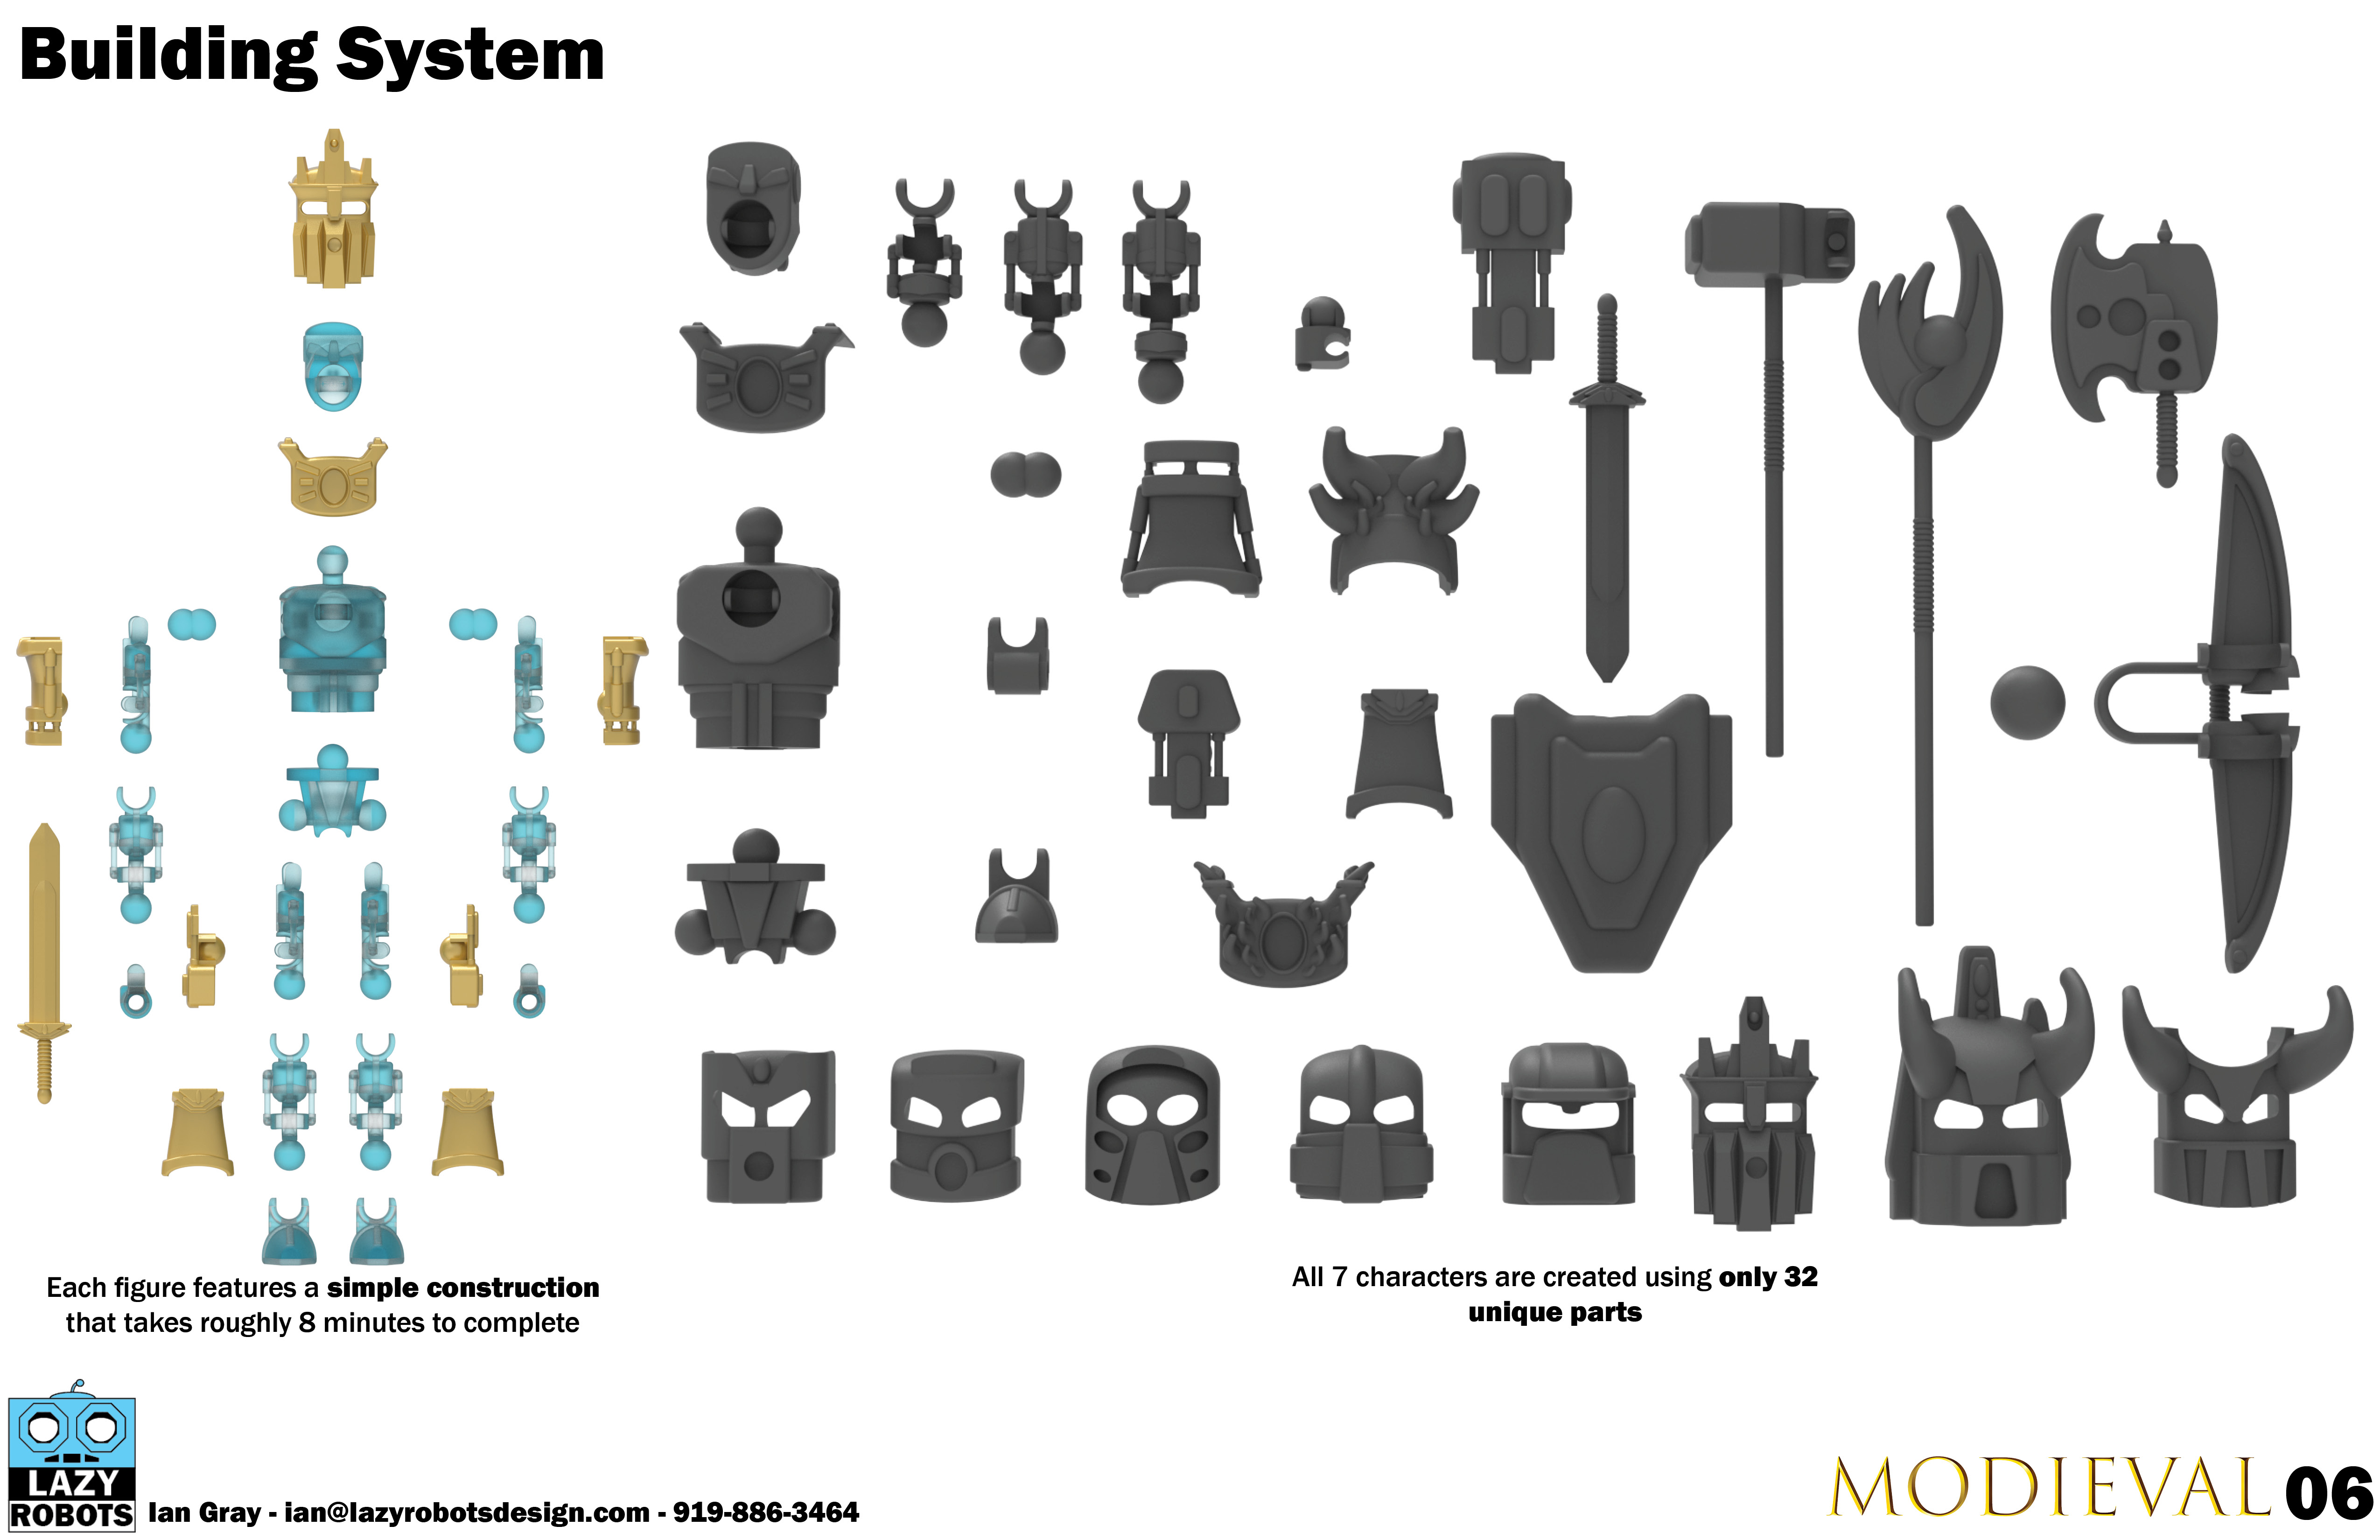 Building System
Each figure features a simple construction
that takes roughly 8 minutes to complete
All 7 characters are created using only 32
unique parts
LAZY
ROBOTS
Ian Gray - ian@lazyrobotsdesign.com - 919-886-3464
MODIEVAL 06